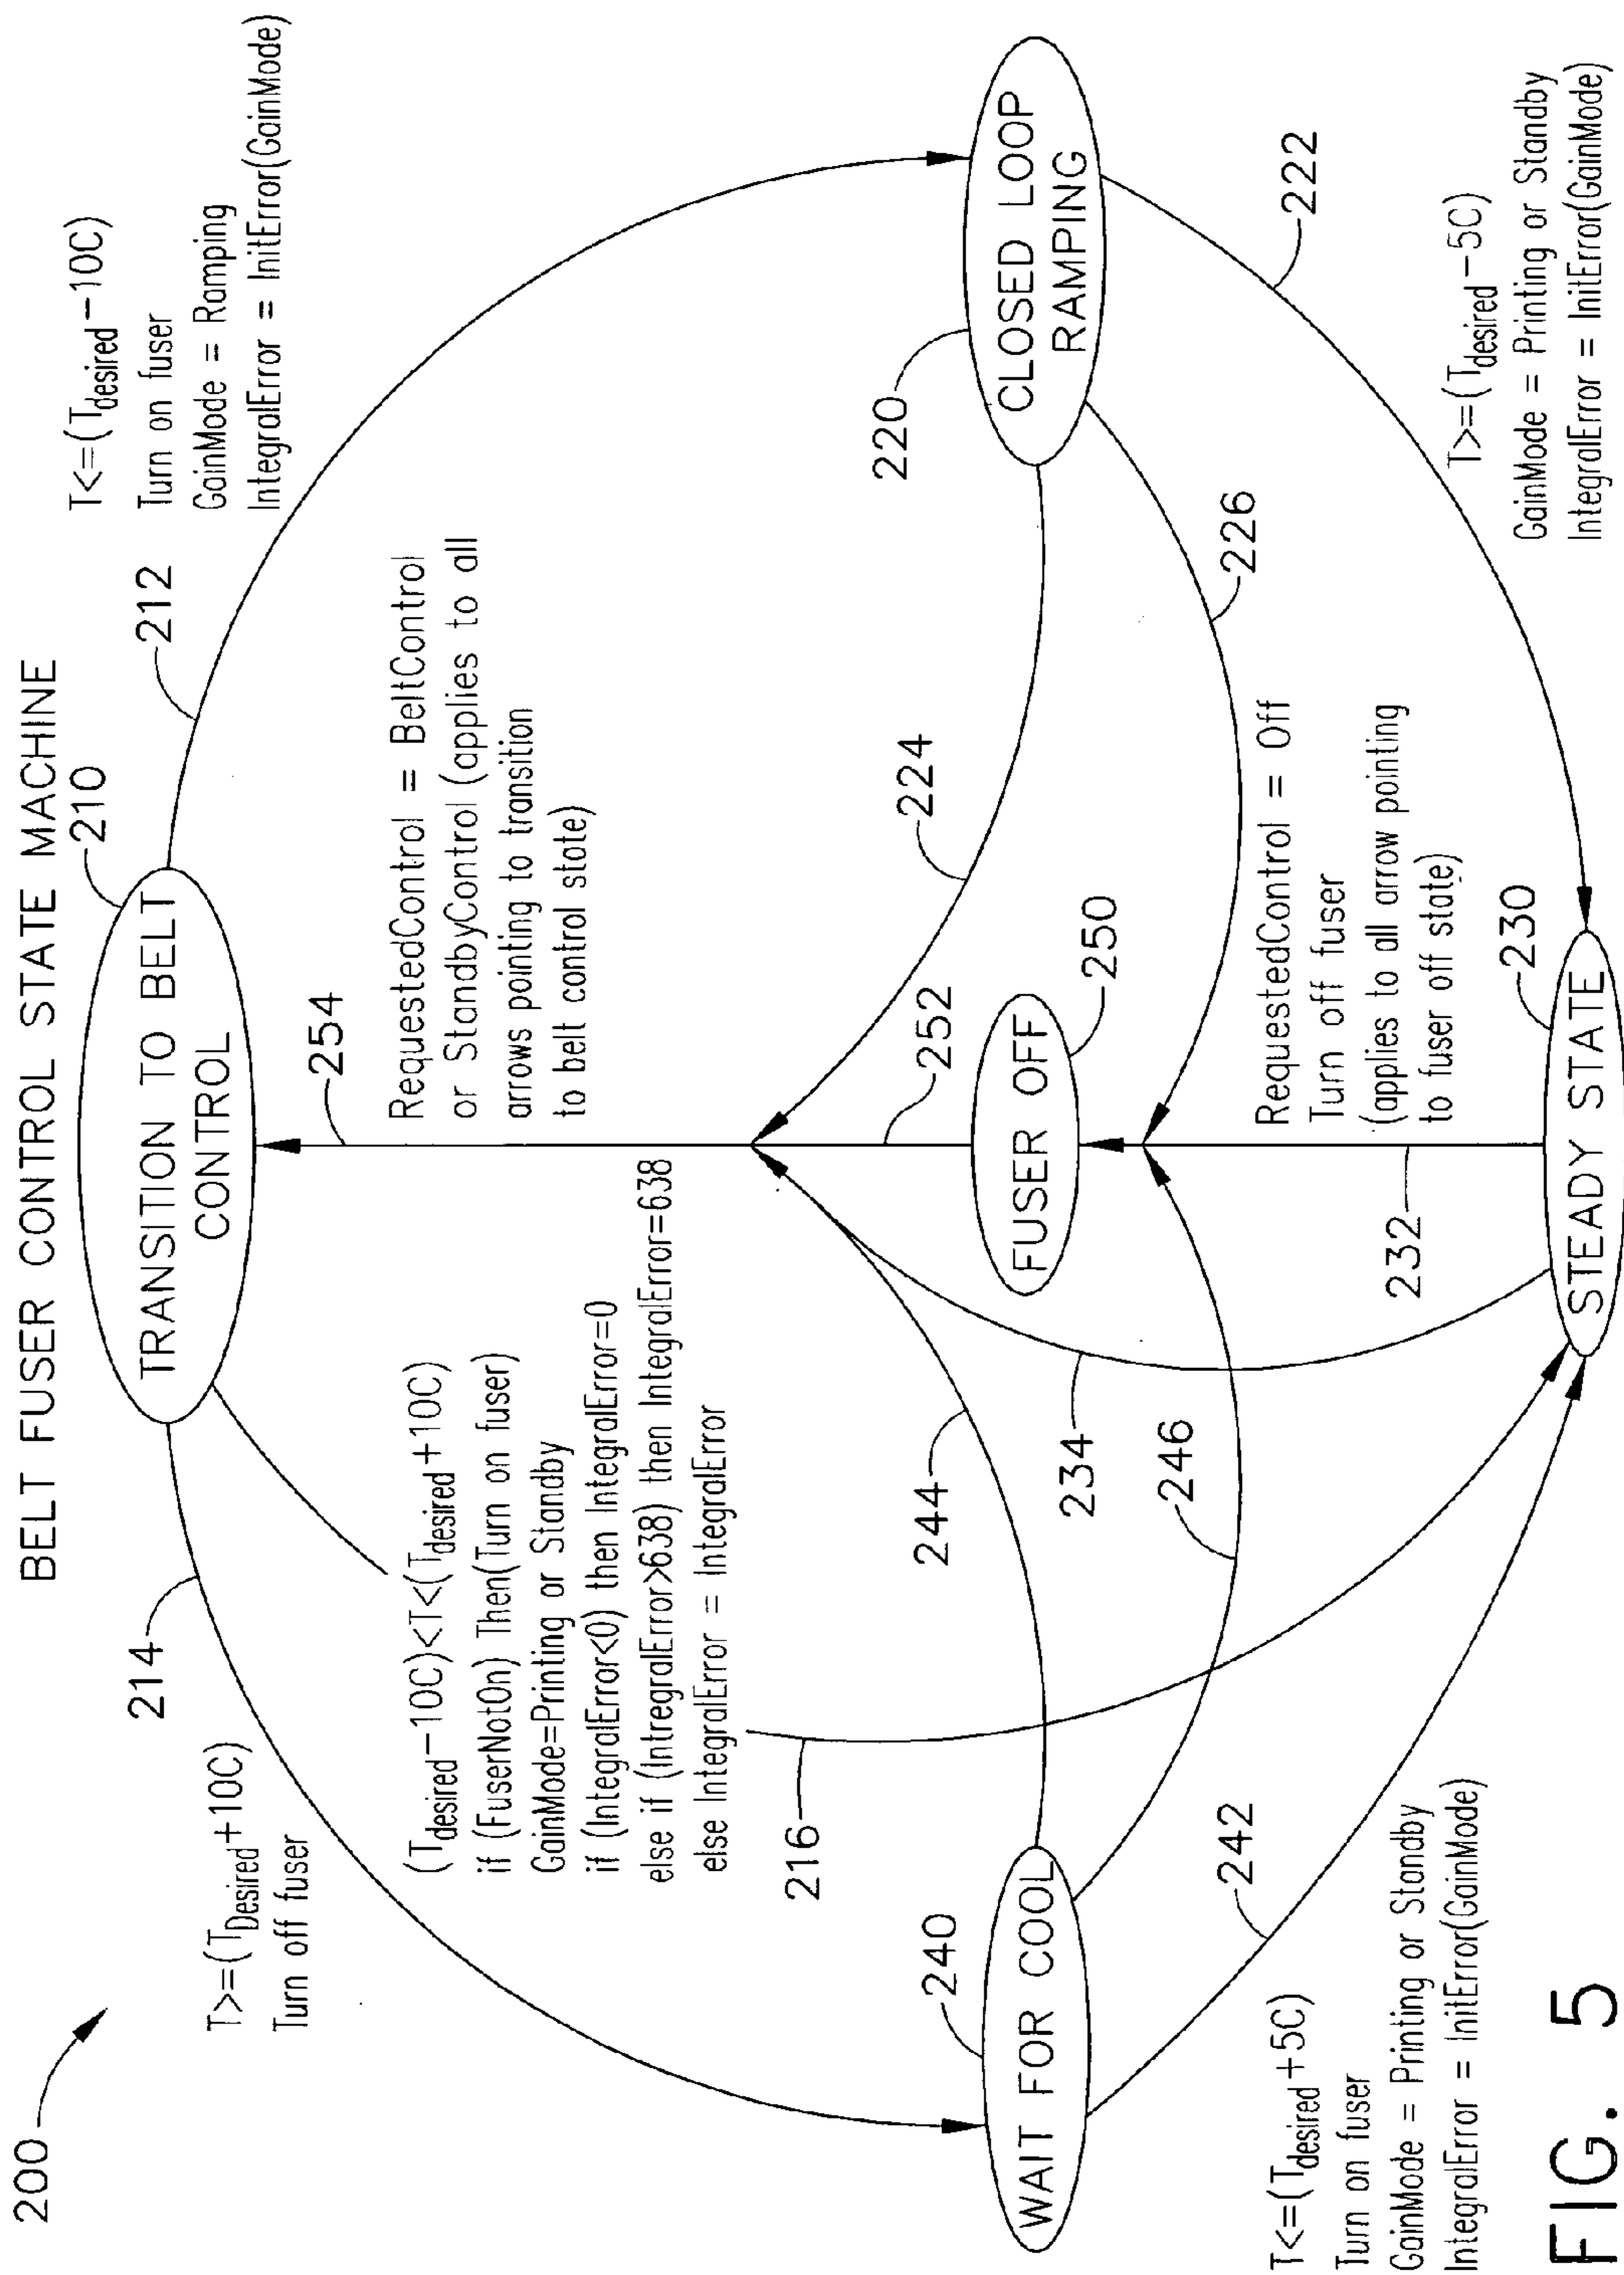 BELT FUSER CONTROL STATE MACHINE
200
210
TRANSITION TO BELT
CONTROL
214
212
T>=(TDesired+10C)
Turn off fuser
T<=(Tdesired-10C)
Turn on fuser
GainMode = Ramping
IntegralError = InitError(GainMode)
254
RequestedControl = BeltControl
or StandbyControl (applies to all
arrows pointing to transition
to belt control state)
(Tdesired-10C)<T<(Tdesired+10C)
if (FuserNotOn) Then(Turn on fuser)
GainMode=Printing or Standby
if (IntegralError<0) then IntegralError=0
else if (IntregralError>638) then IntegralError=638
else IntegralError = IntegralError
216
244
224
252
220
CLOSED LOOP
RAMPING
240
WAIT FOR COOL
FUSER OFF
250
234
246
226
242
222
RequestedControl = Off
Turn off fuser
(applies to all arrow pointing
to fuser off state)
232
230
STEADY STATE
T<=(Tdesired+5C)
Turn on fuser
GainMode = Printing or Standby
IntegralError = InitError(GainMode)
T>=(Tdesired-5C)
GainMode = Printing or Standby
IntegralError = InitError(GainMode)
FIG. 5